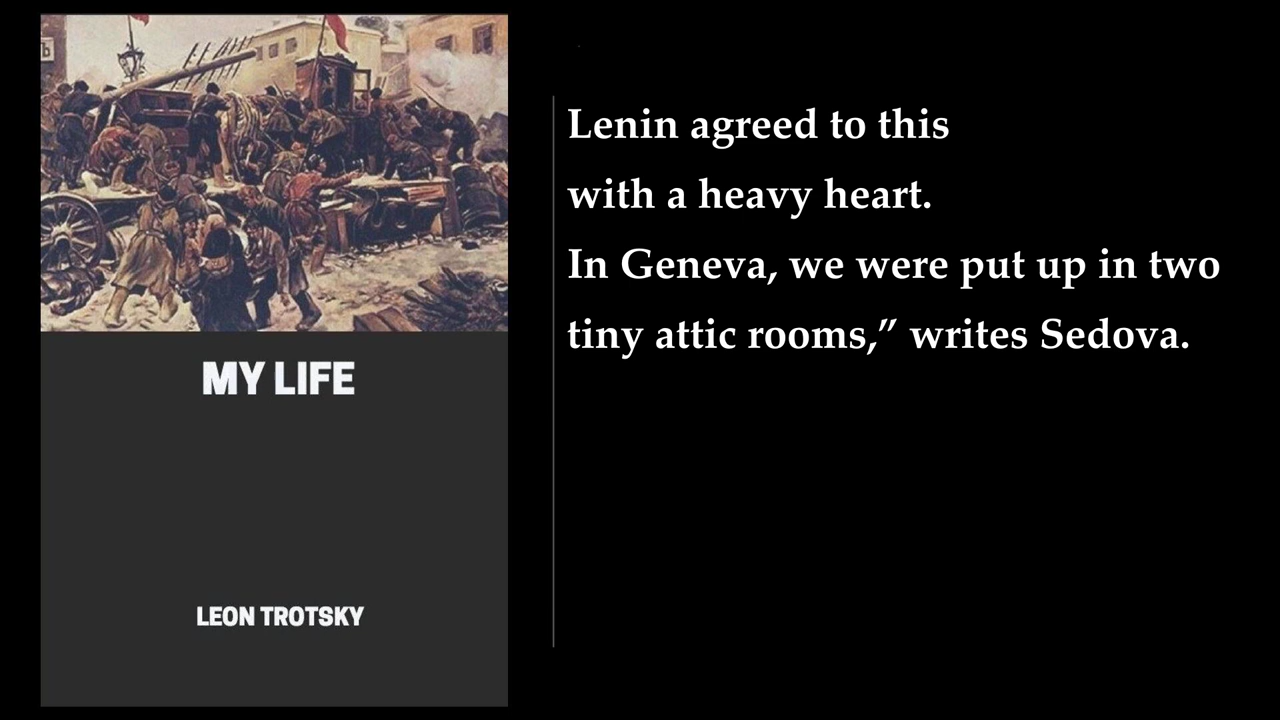 MY LIFE
LEON TROTSKY
Lenin agreed to this
with a heavy heart.
In Geneva, we were put up in two
tiny attic rooms,” writes Sedova.